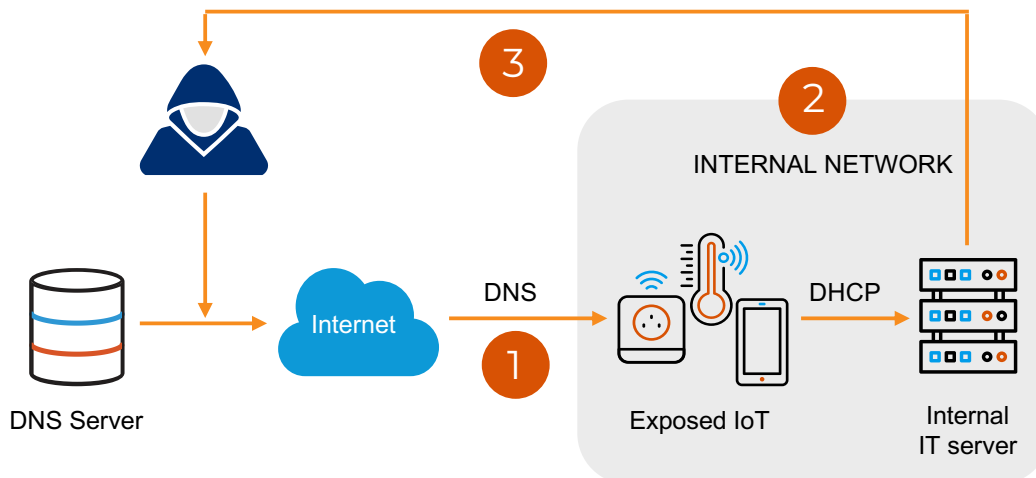 3
2
INTERNAL NETWORK
DNS
DHCP
Internet
1
DNS Server
Exposed IoT
Internal
IT server